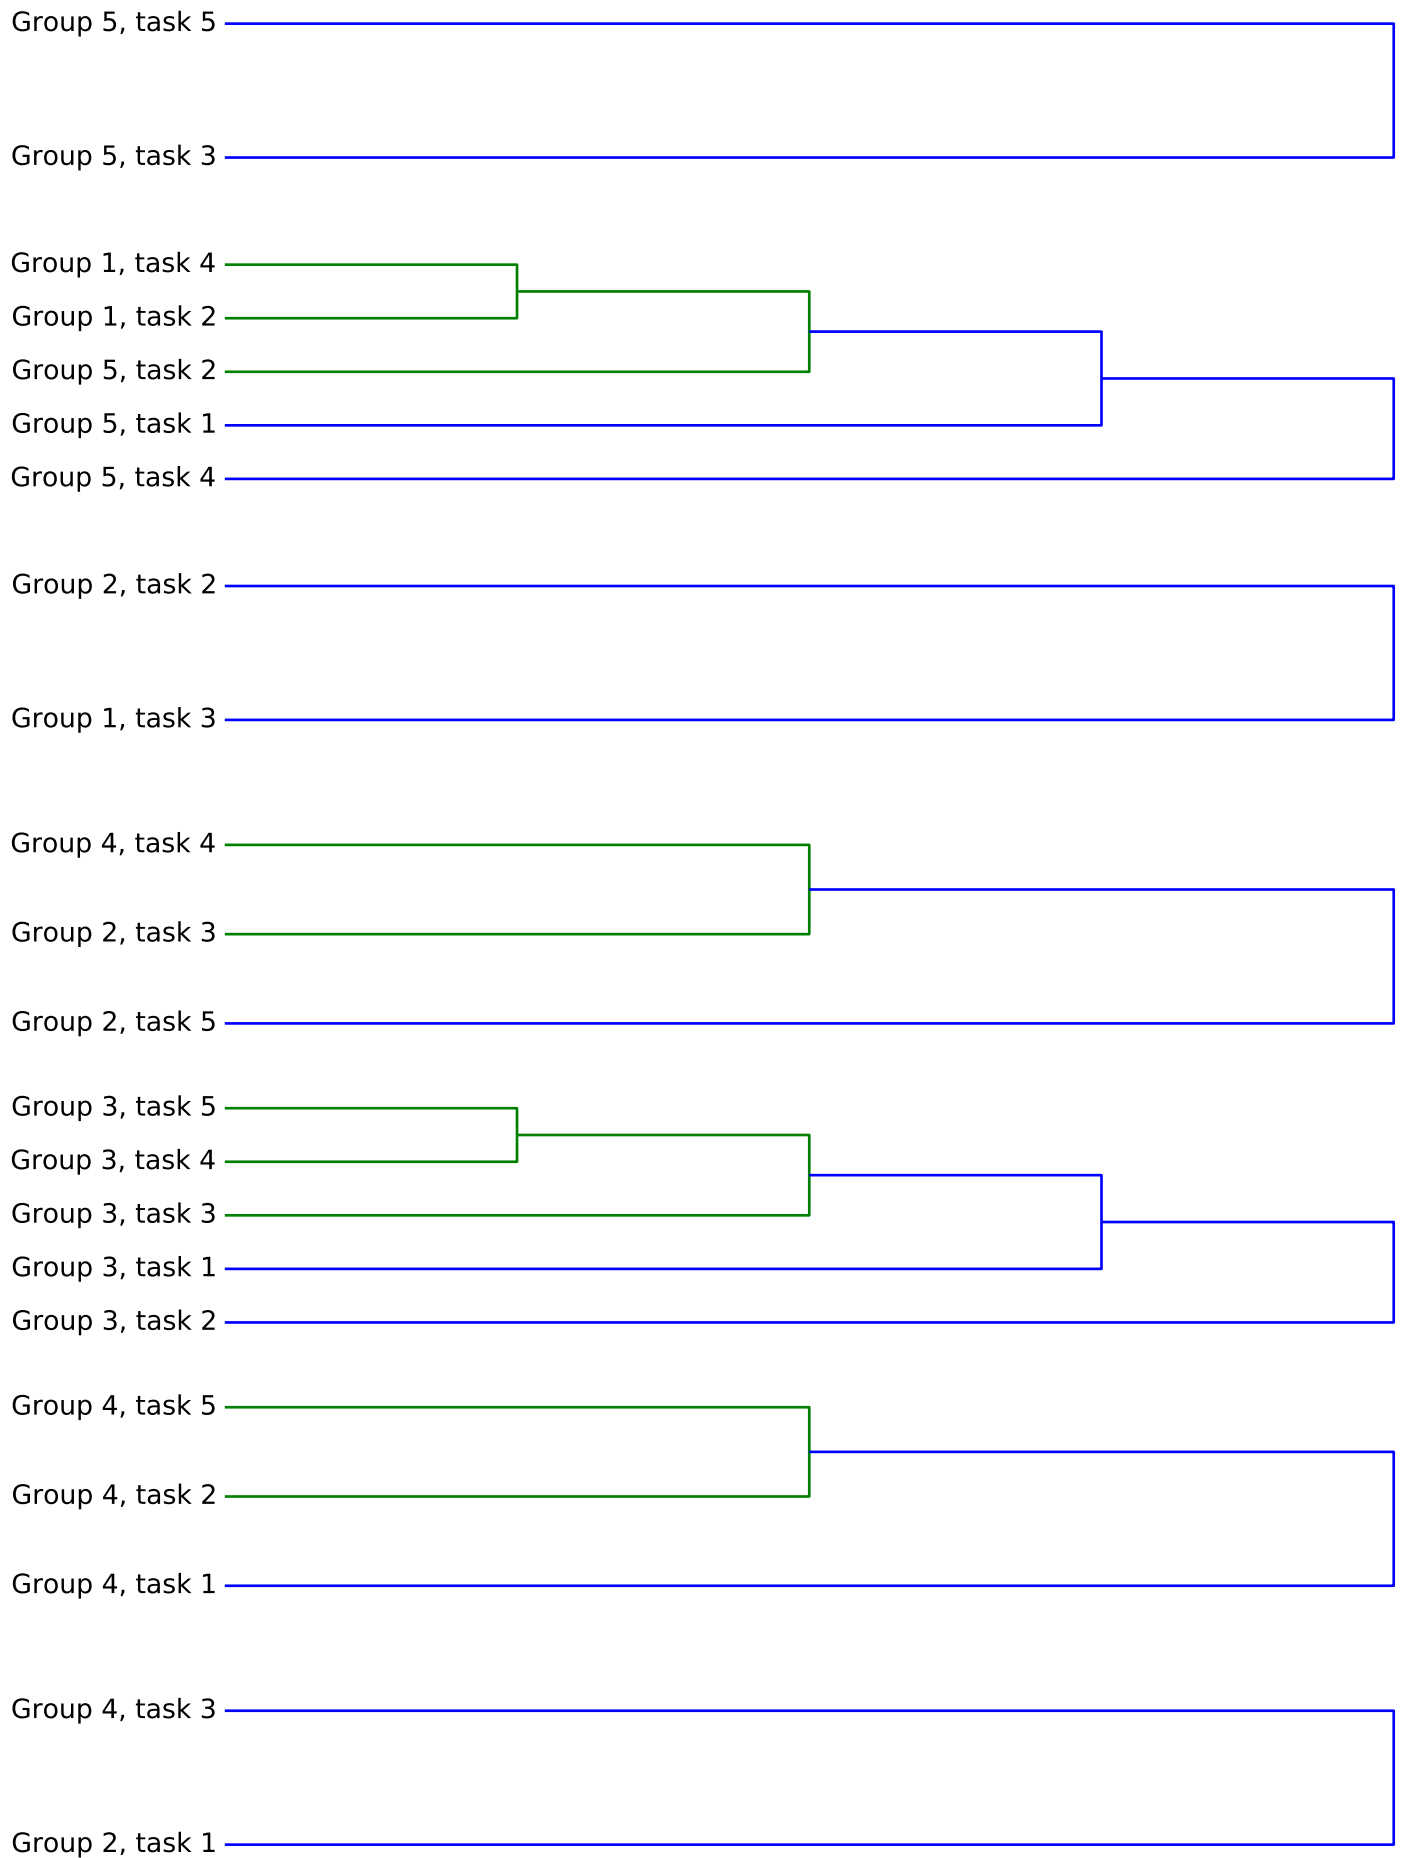 Group 5, task 5
Group 5, task 3
Group 1, task 4
Group 1, task 2
Group 5, task 2
Group 5, task 1
Group 5, task 4
Group 2, task 2
Group 1, task 3
Group 4, task 4
Group 2, task 3
Group 2, task 5
Group 3, task 5
Group 3, task 4
Group 3, task 3
Group 3, task 1
Group 3, task 2
Group 4, task 5
Group 4, task 2
Group 4, task 1
Group 4, task 3
Group 2, task 1